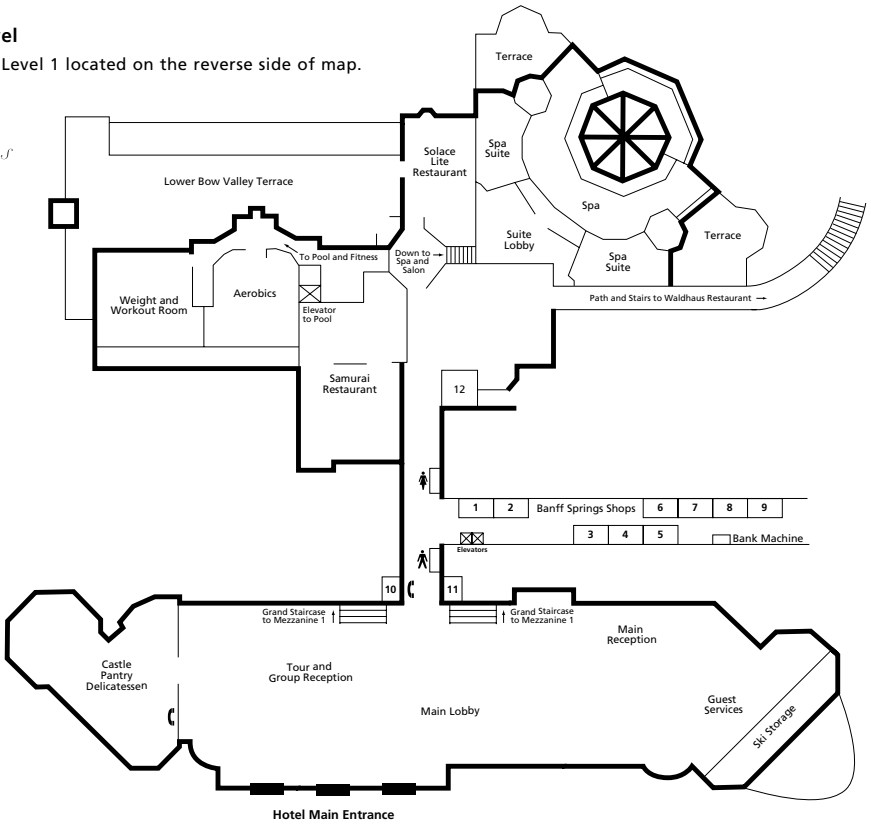 el
Level 1 located on the reverse side of map.
Terrace
Solace
Lite
Restaurant
Spa
Suite
Lower Bow Valley Terrace
Spa
Suite
Lobby
Terrace
To Pool and Fitness
Down to
Spa and
Salon
Spa
Suite
Weight and
Workout Room
Aerobics
Elevator
to Pool
Path and Stairs to Waldhaus Restaurant
Samurai
Restaurant
12
1
2
Banff Springs Shops
6
7
8
9
3
4
5
Bank Machine
Elevators
10
11
Grand Staircase
to Mezzanine 1
Grand Staircase
to Mezzanine 1
Main
Reception
Castle
Pantry
Delicatessen
Tour and
Group Reception
Main Lobby
Guest
Services
Ski Storage
Hotel Main Entrance